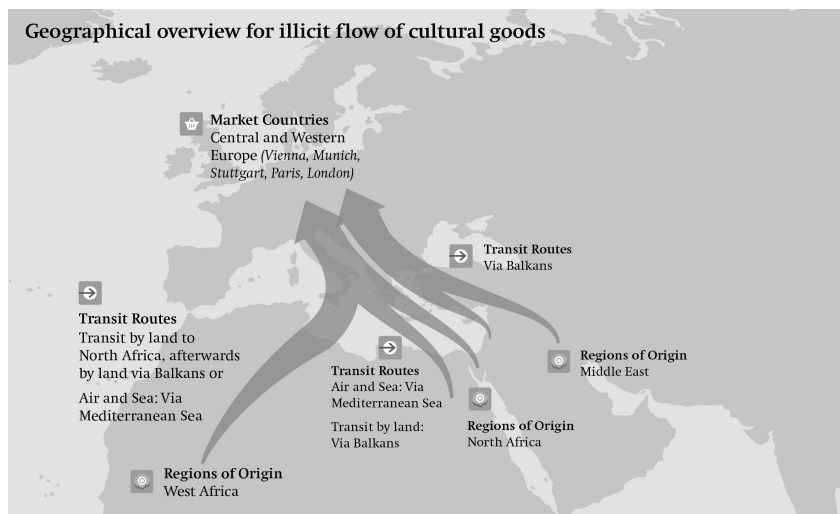 Geographical overview for illicit flow of cultural goods
Market Countries
Central and Western
Europe (Vienna, Munich,
Stuttgart, Paris, London)
Transit Routes
Via Balkans
Transit Routes
Transit by land to
North Africa, afterwards
by land via Balkans or
Air and Sea: Via
Mediterranean Sea
Transit Routes
Air and Sea: Via
Mediterranean Sea
Transit by land:
Via Balkans
Regions of Origin
Middle East
Regions of Origin
North Africa
Regions of Origin
West Africa